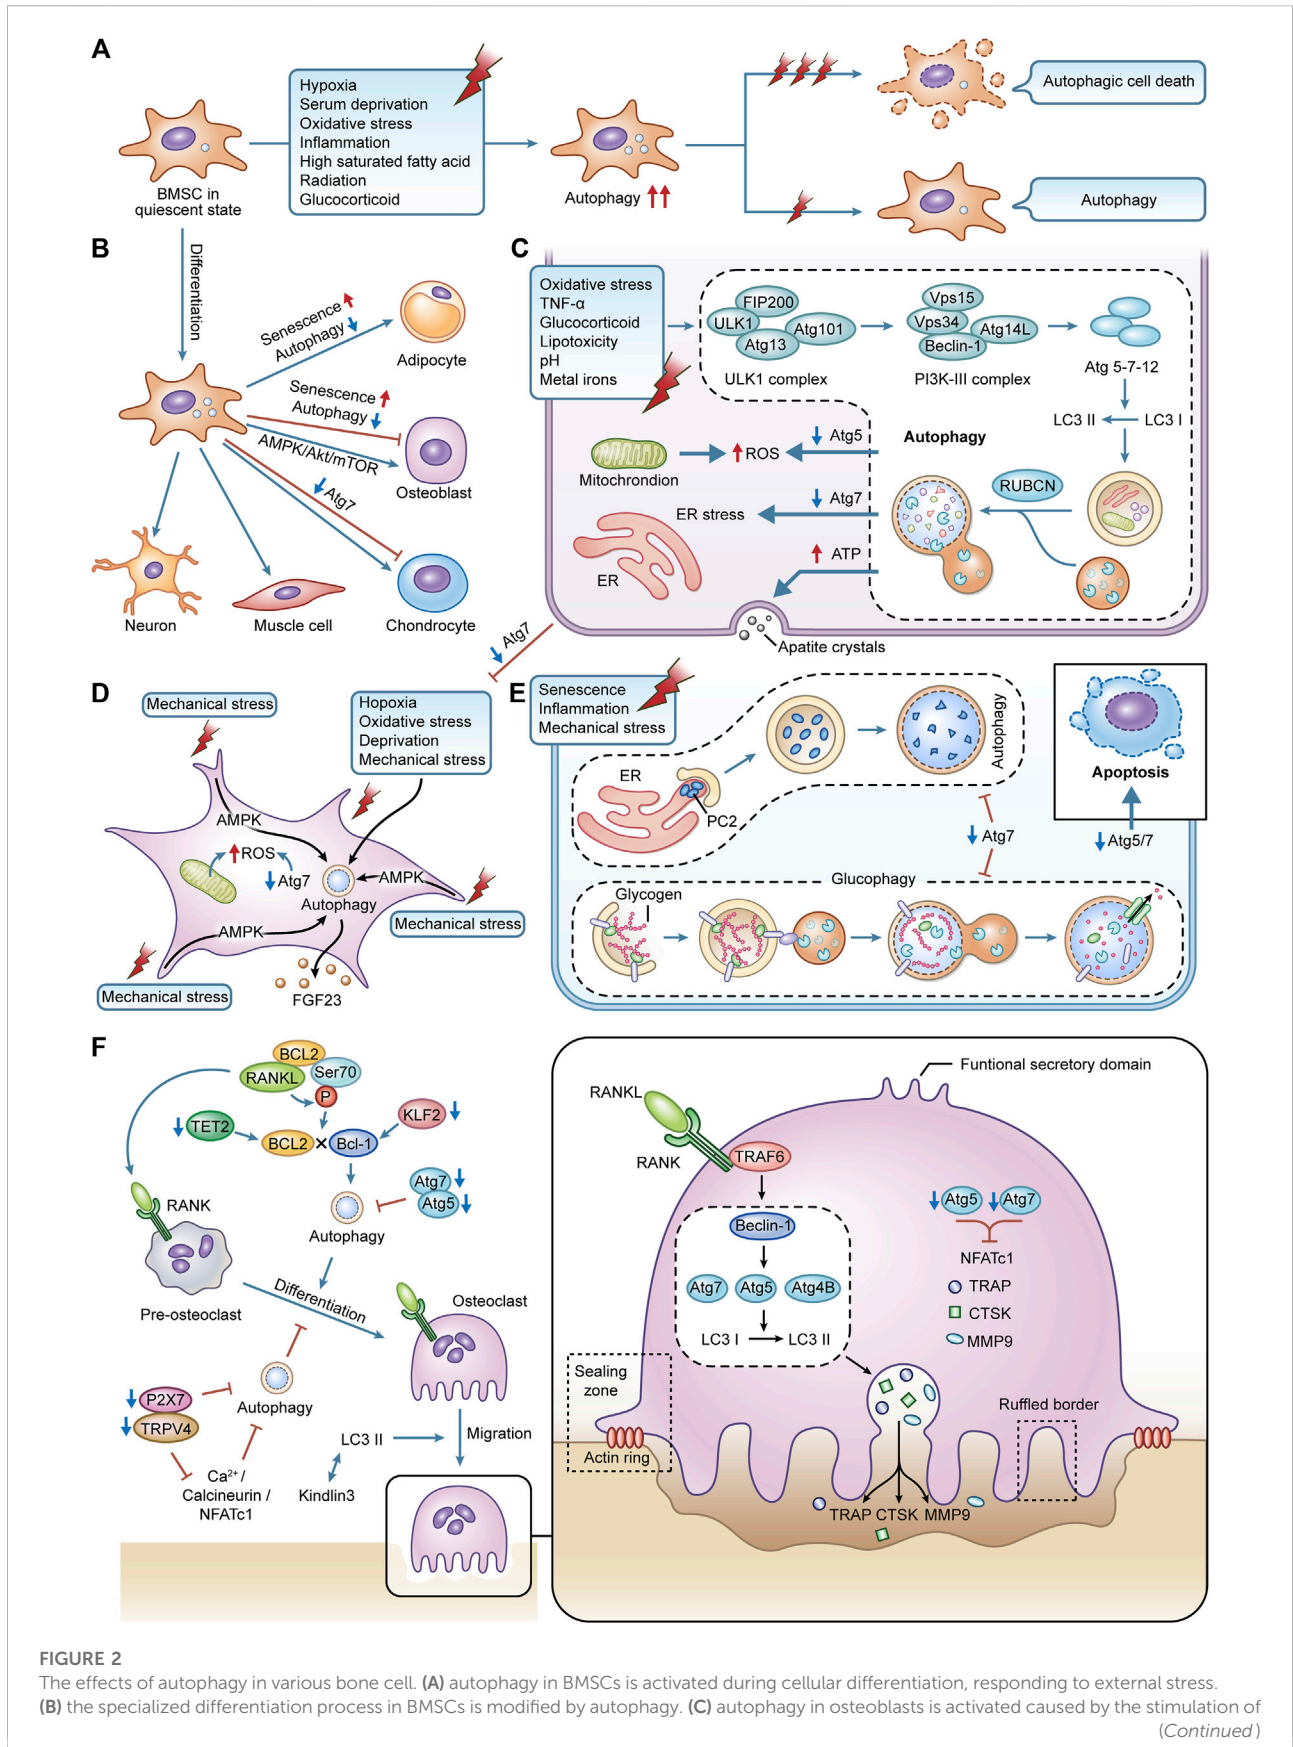 A
Hypoxia
Serum deprivation
Oxidative stress
Inflammation
High saturated fatty acid
Radiation
Glucocorticoid
BMSC in
quiescent state
Autophagy
Autophagic cell death
Autophagy
B
Differentiation
Senescence
Autophagy
Adipocyte
Senescence
Autophagy
AMPK/Akt/mTOR
Osteoblast
Atg7
Neuron
Muscle cell
Chondrocyte
C
Oxidative stress
TNF-α
Glucocorticoid
Lipotoxicity
pH
Metal irons
FIP200
ULK1
Atg101
Atg13
ULK1 complex
Vps15
Vps34
Atg14L
Beclin-1
PI3K-III complex
Atg 5-7-12
LC3 II
LC3 I
Autophagy
RUBCN
Mitochrondion
ROS
Atg5
ER stress
Atg7
ER
ATP
Apatite crystals
Atg7
D
Mechanical stress
Hopoxia
Oxidative stress
Deprivation
Mechanical stress
AMPK
ROS
Atg7
AMPK
Autophagy
Mechanical stress
AMPK
Mechanical stress
FGF23
E
Senescence
Inflammation
Mechanical stress
ER
PC2
Autophagy
Apoptosis
Atg7
Atg5/7
Glucophagy
Glycogen
F
BCL2
RANKL
Ser70
P
TET2
BCL2
Bcl-1
KLF2
Atg7
Atg5
RANK
Autophagy
Pre-osteoclast
Differentiation
Osteoclast
P2X7
TRPV4
Autophagy
Ca2+ /
Calcineurin /
NFATc1
LC3 II
Kindlin3
Migration
Funtional secretory domain
RANKL
RANK
TRAF6
Beclin-1
Atg7
Atg5
Atg4B
LC3 I
LC3 II
Atg5
Atg7
NFATc1
TRAP
CTSK
MMP9
Sealing
zone
Actin ring
Ruffled border
TRAP CTSK MMP9
FIGURE 2
The effects of autophagy in various bone cell. (A) autophagy in BMSCs is activated during cellular differentiation, responding to external stress.
(B) the specialized differentiation process in BMSCs is modified by autophagy. (C) autophagy in osteoblasts is activated caused by the stimulation of
(Continued)